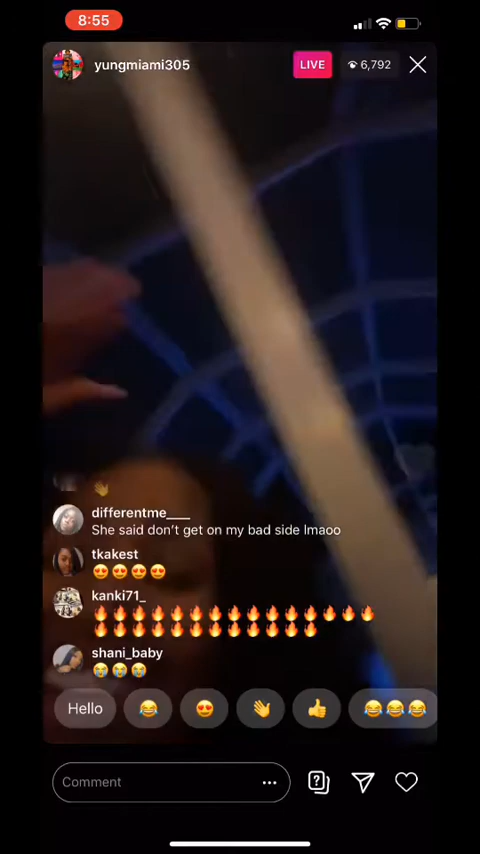 8:55
yungmiami305
LIVE 6,792
👋
differentme____
She said don't get on my bad side lmaoo
tkakest
😍😍😍😍
kanki71_
🔥🔥🔥🔥🔥🔥🔥🔥🔥🔥🔥🔥🔥🔥🔥
🔥🔥🔥🔥🔥🔥🔥🔥🔥🔥🔥🔥
shani_baby
😭😭😭
Hello 😂 😍 👋 👍 😂😂😂
Comment